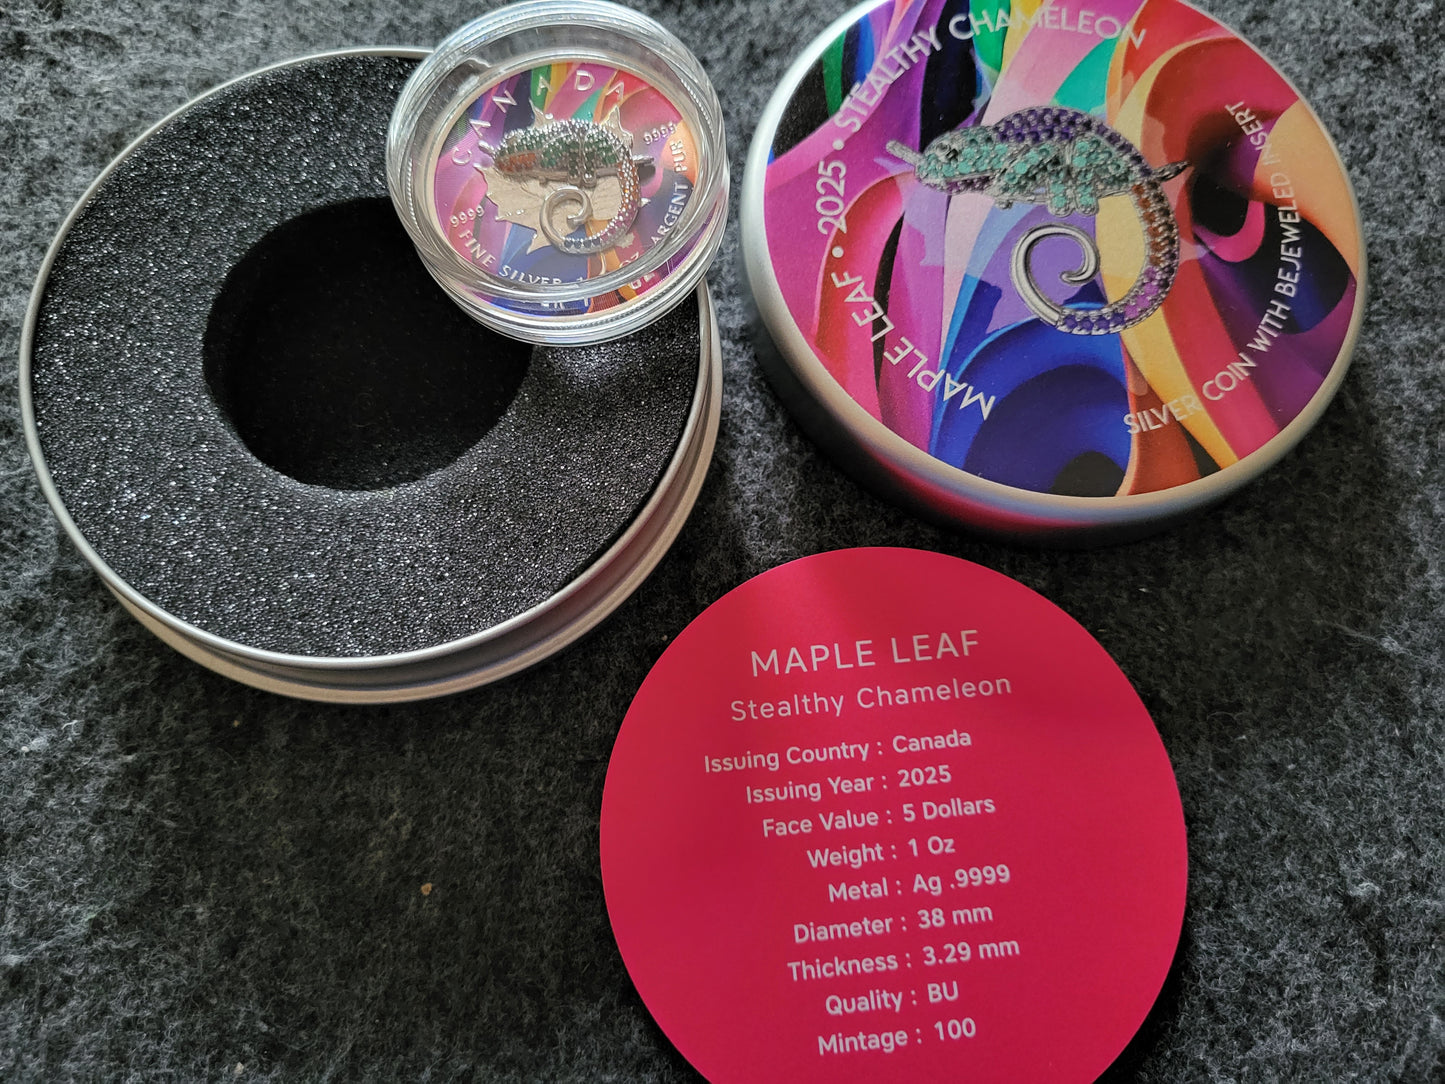 CANADA
9999
9999
FINE SILVER 1 OZ ARGENT PUR
MAPLE LEAF • 2025 • STEALTHY CHAMELEON
SILVER COIN WITH BEJEWELED INSERT
MAPLE LEAF
Stealthy Chameleon
Issuing Country : Canada
Issuing Year : 2025
Face Value : 5 Dollars
Weight : 1 Oz
Metal : Ag .9999
Diameter : 38 mm
Thickness : 3.29 mm
Quality : BU
Mintage : 100